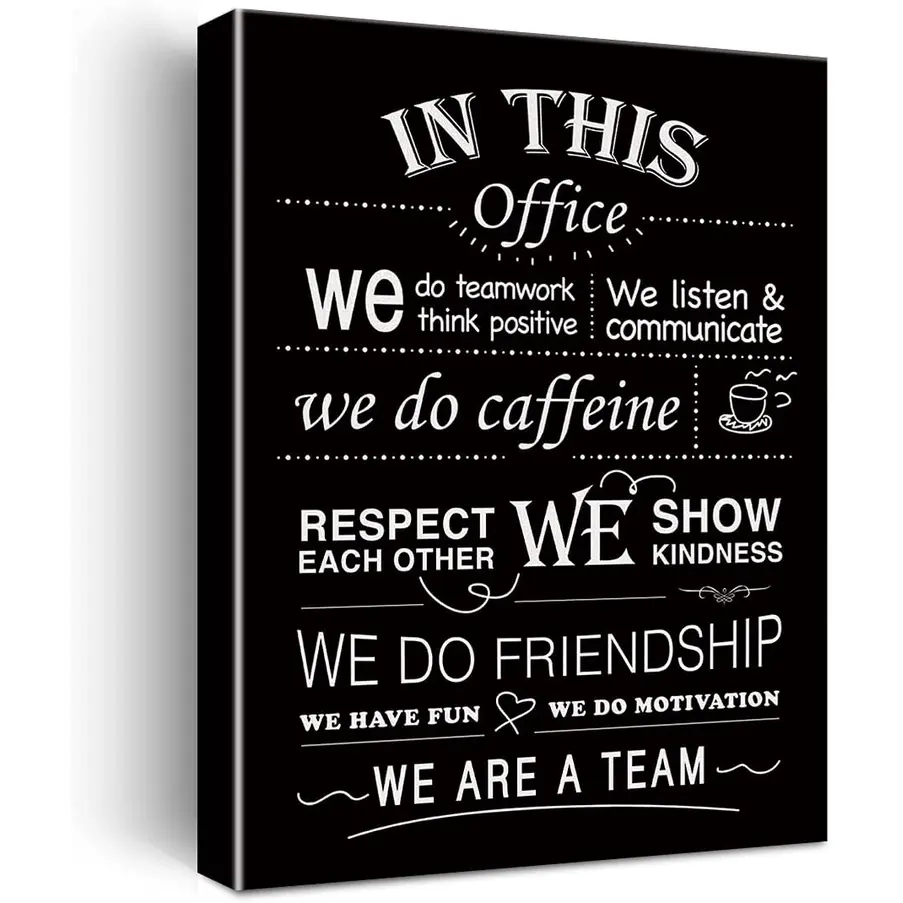 IN THIS
Office
we do teamwork
think positive
We listen &
communicate
we do caffeine
RESPECT
EACH OTHER
WE
SHOW
KINDNESS
WE DO FRIENDSHIP
WE HAVE FUN
WE DO MOTIVATION
WE ARE A TEAM